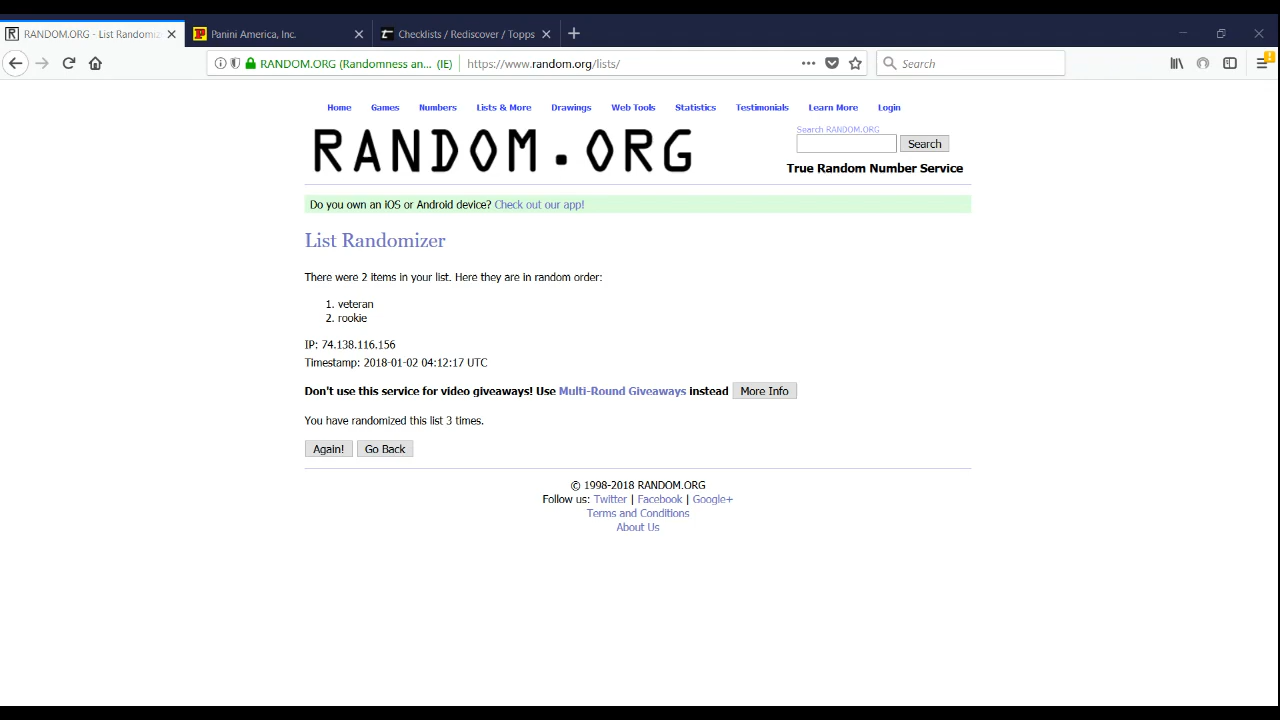 RANDOM.ORG - List Randomiz
Panini America, Inc.
Checklists / Rediscover / Topps
RANDOM.ORG (Randomness an... (IE)
https://www.random.org/lists/
Search
Home Games Numbers Lists & More Drawings Web Tools Statistics Testimonials Learn More Login
RANDOM.ORG
Search RANDOM.ORG
Search
True Random Number Service
Do you own an iOS or Android device? Check out our app!
List Randomizer
There were 2 items in your list. Here they are in random order:
1. veteran
2. rookie
IP: 74.138.116.156
Timestamp: 2018-01-02 04:12:17 UTC
Don't use this service for video giveaways! Use Multi-Round Giveaways instead More Info
You have randomized this list 3 times.
Again! Go Back
© 1998-2018 RANDOM.ORG
Follow us: Twitter | Facebook | Google+
Terms and Conditions
About Us